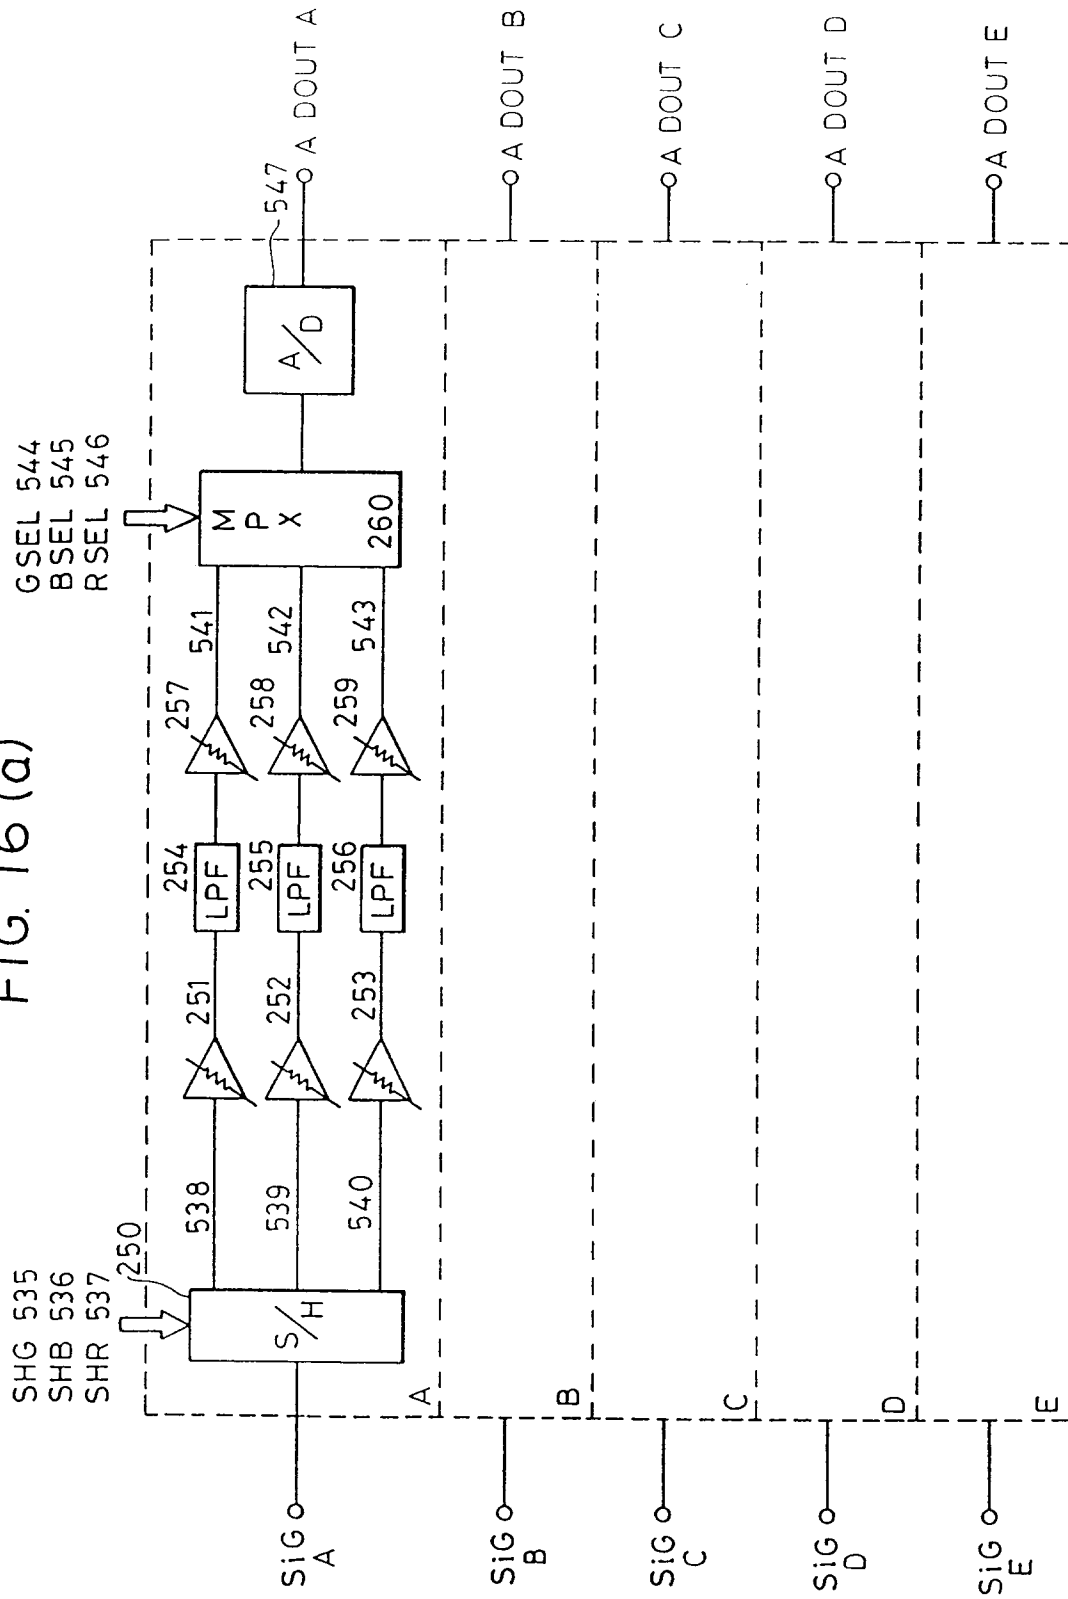 FIG. 16 (a)
SHG 535
SHB 536
SHR 537
GSEL 544
BSEL 545
RSEL 546
250
S/H
538
539
540
251
252
253
254
LPF
255
LPF
256
LPF
257
258
259
541
542
543
MPX
260
A/D
547
SiG A
A
A DOUT A
SiG B
B
A DOUT B
SiG C
C
A DOUT C
SiG D
D
A DOUT D
SiG E
E
A DOUT E